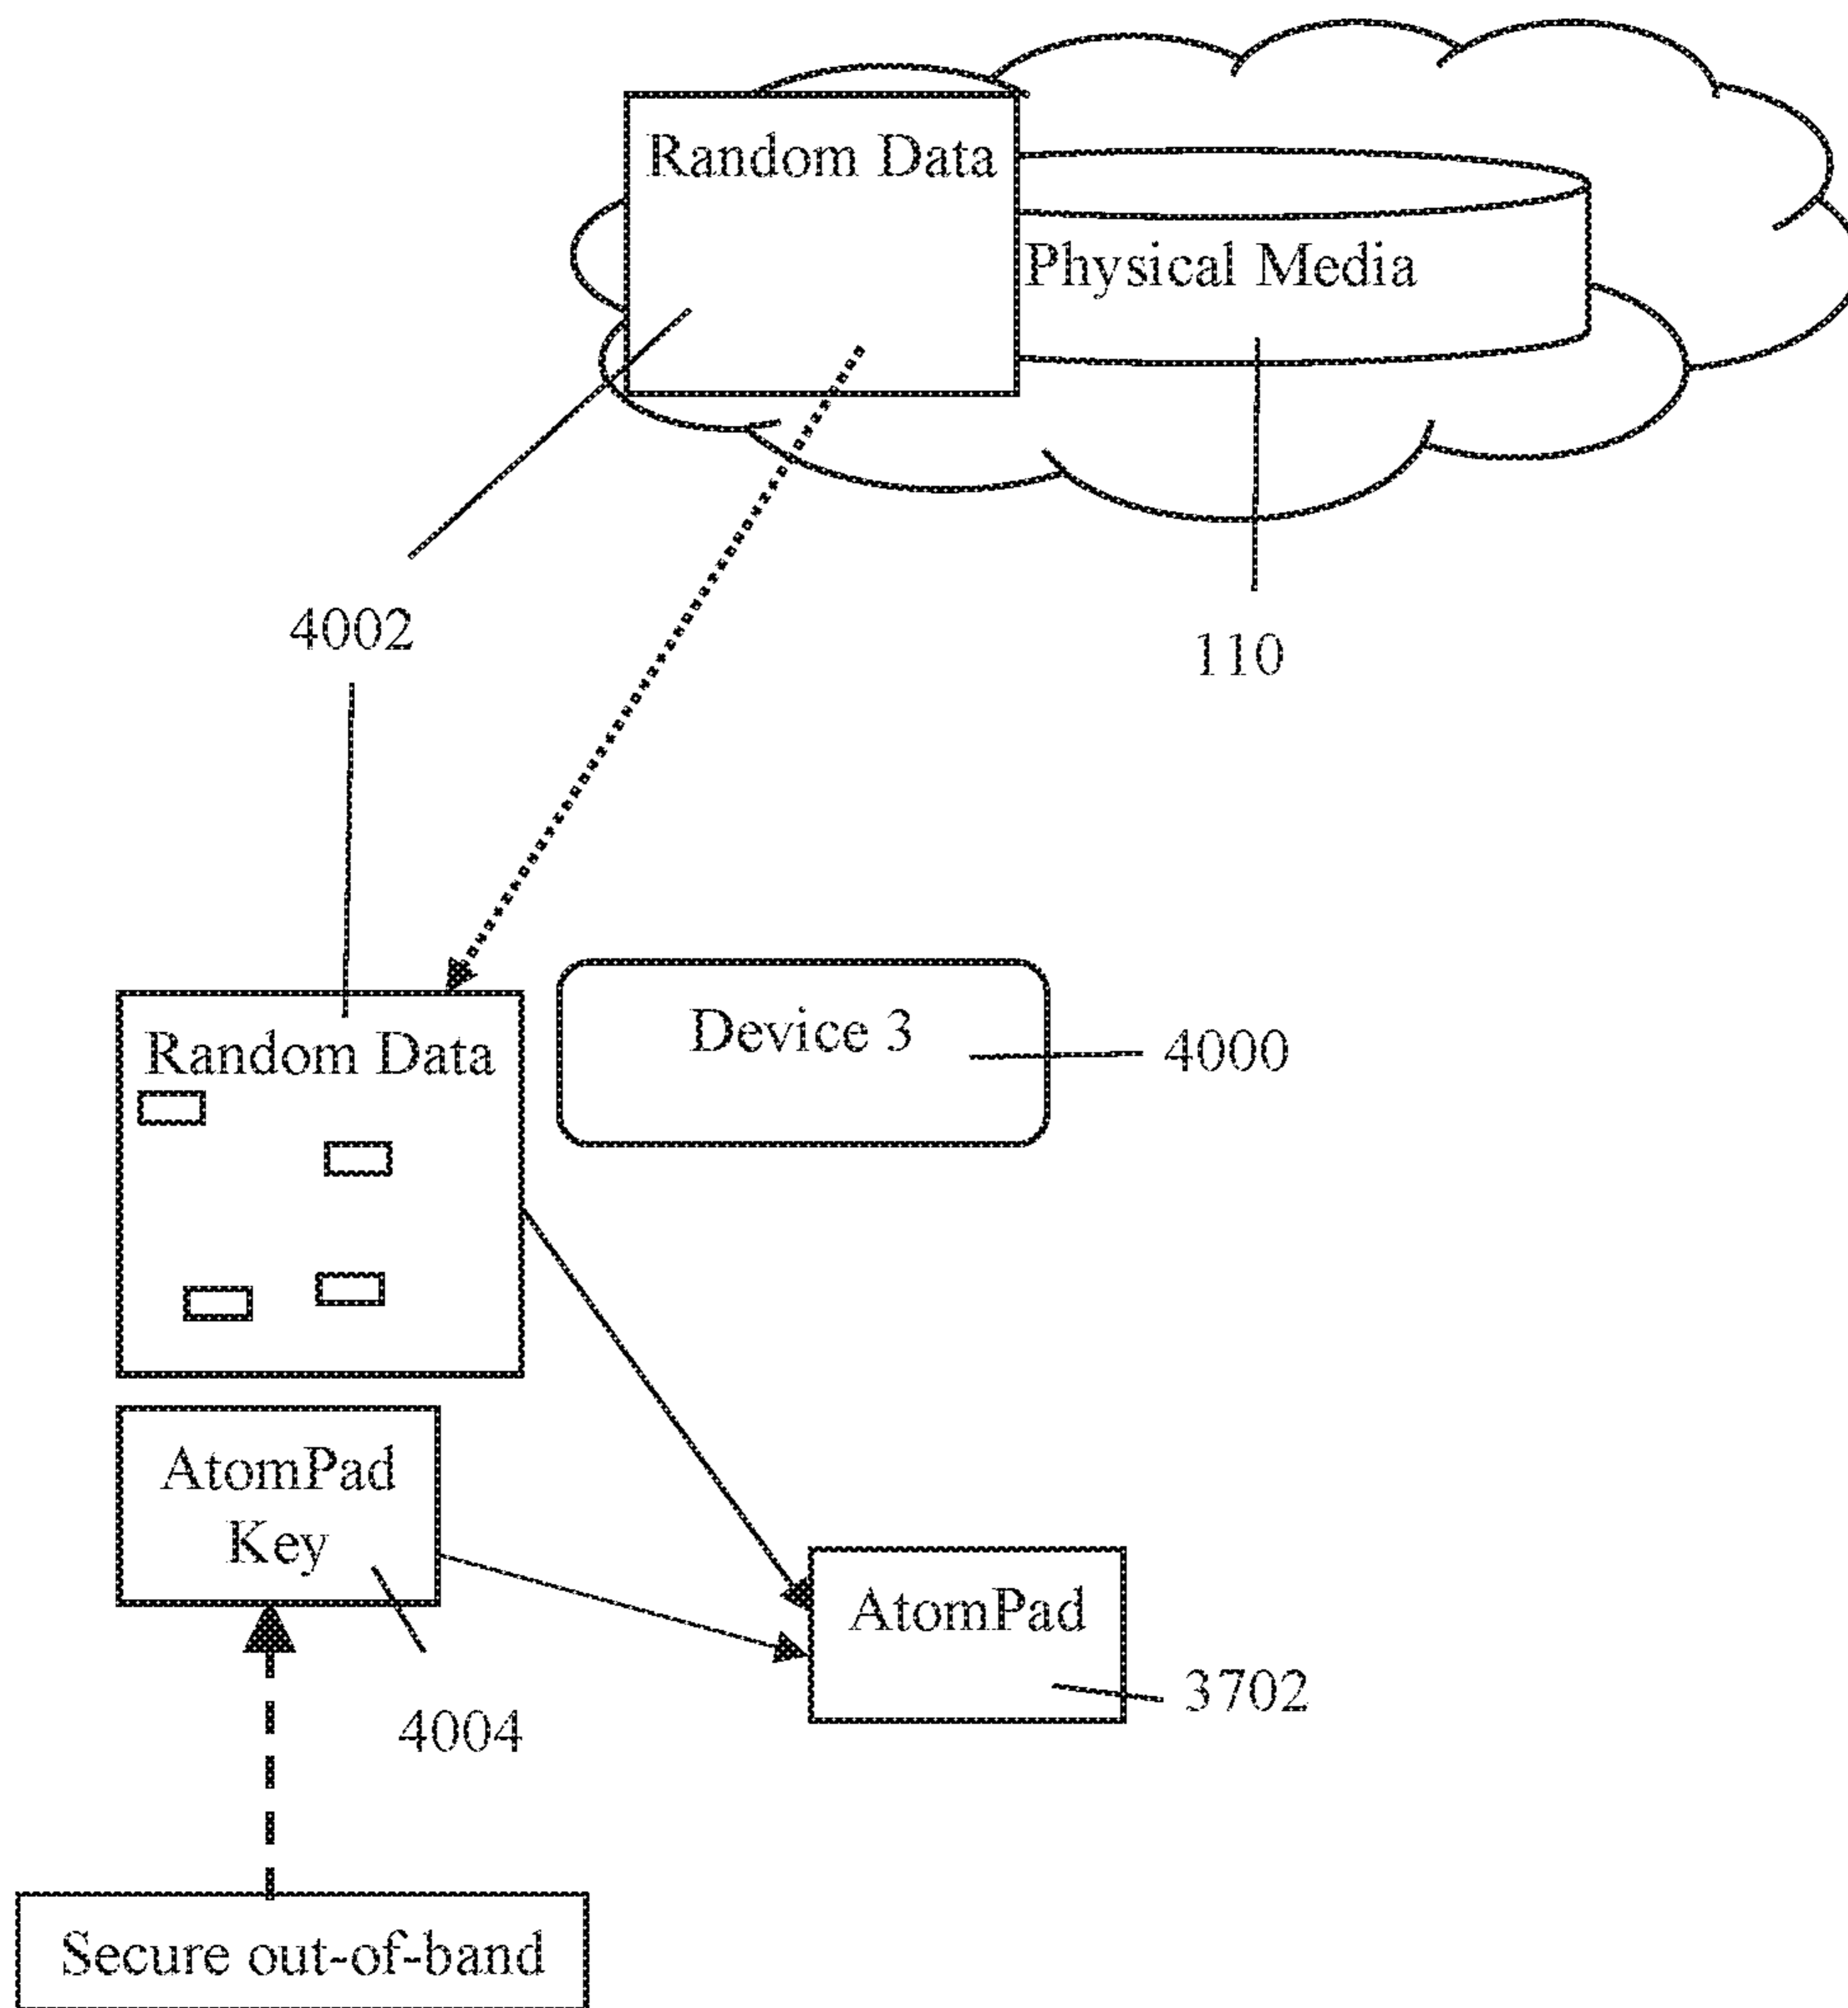 Random Data
Physical Media
4002
110
Random Data
Device 3
4000
AtomPad
Key
AtomPad
3702
4004
Secure out-of-band